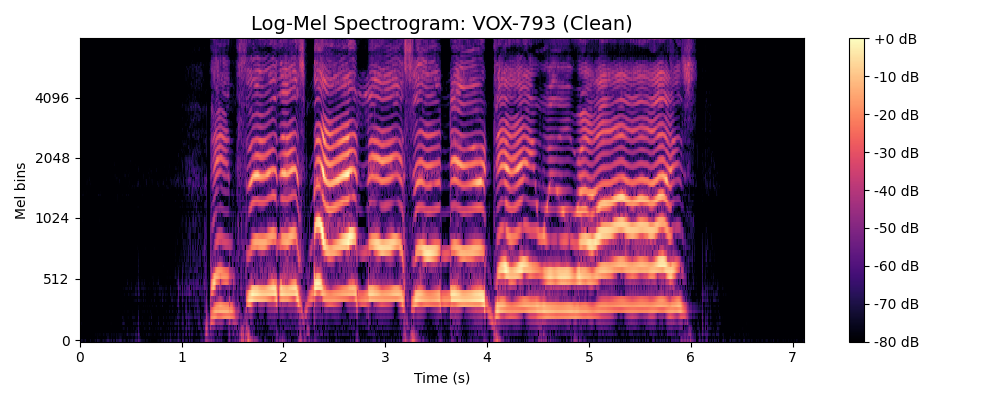 Log-Mel Spectrogram: VOX-793 (Clean)
Mel bins
4096
2048
1024
512
0
0 1 2 3 4 5 6 7
Time (s)
+0 dB
-10 dB
-20 dB
-30 dB
-40 dB
-50 dB
-60 dB
-70 dB
-80 dB